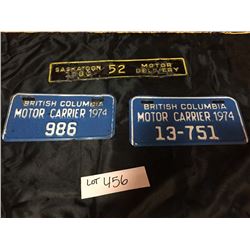 SASKATOON 52 MOTOR
DELIVERY
BRITISH COLUMBIA
MOTOR CARRIER 1974
986
BRITISH COLUMBIA
MOTOR CARRIER 1974
13-751
LOT 456